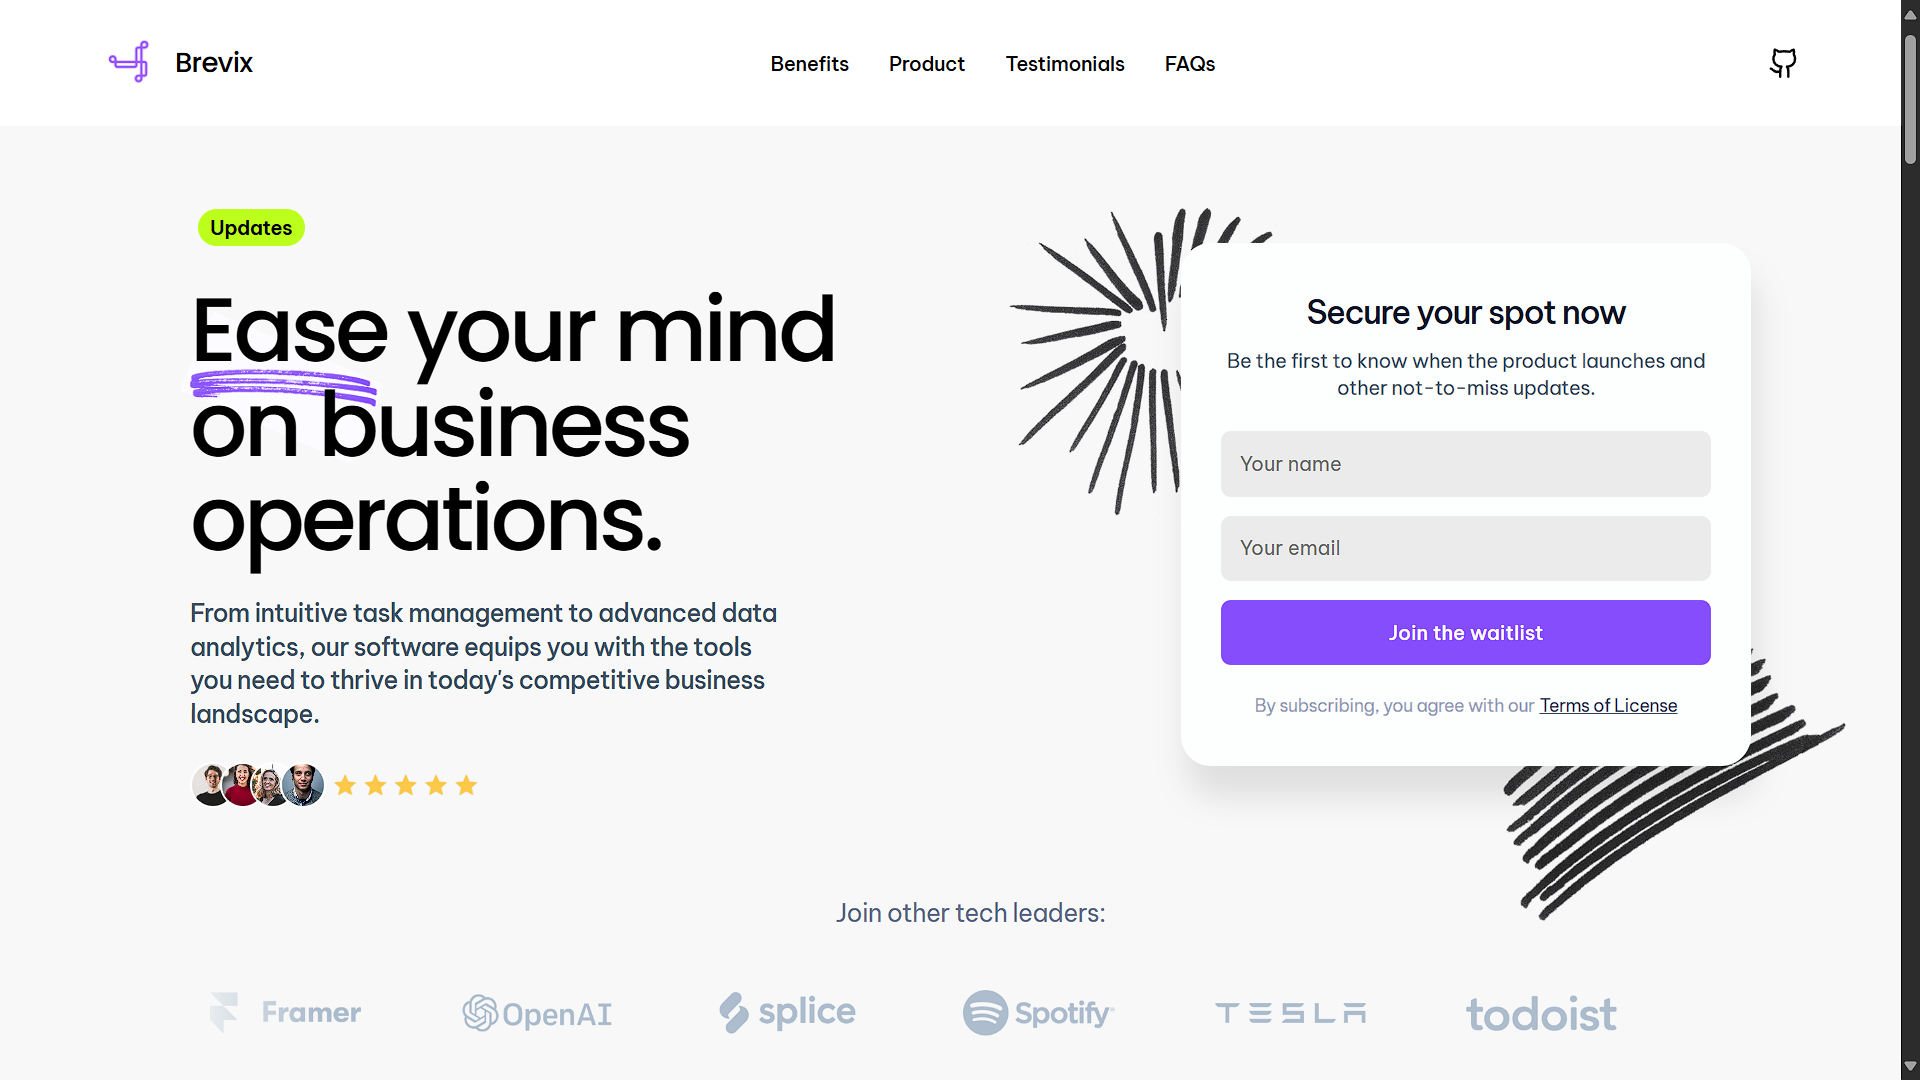 Brevix
Benefits
Product
Testimonials
FAQs
Updates
Ease your mind
on business
operations.
From intuitive task management to advanced data
analytics, our software equips you with the tools
you need to thrive in today's competitive business
landscape.
Secure your spot now
Be the first to know when the product launches and
other not-to-miss updates.
Your name
Your email
Join the waitlist
By subscribing, you agree with our Terms of License
Join other tech leaders:
Framer
OpenAI
splice
Spotify
TESLA
todoist